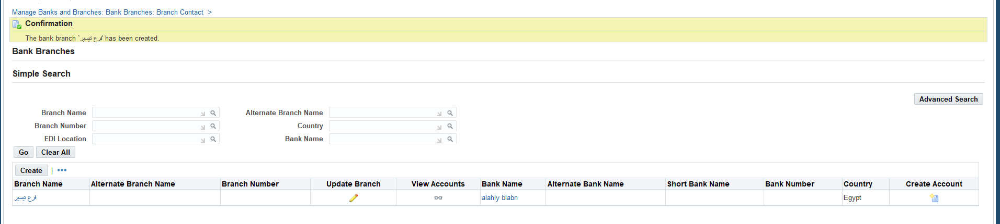 Manage Banks and Branches: Bank Branches: Branch Contact >
Confirmation
The bank branch `فرع تيسير' has been created.
Bank Branches
Simple Search
Advanced Search
Branch Name Alternate Branch Name
Branch Number Country
EDI Location Bank Name
Go Clear All
Create | •••
Branch Name Alternate Branch Name Branch Number Update Branch View Accounts Bank Name Alternate Bank Name Short Bank Name Bank Number Country Create Account
فرع تيسير alahly blabn Egypt